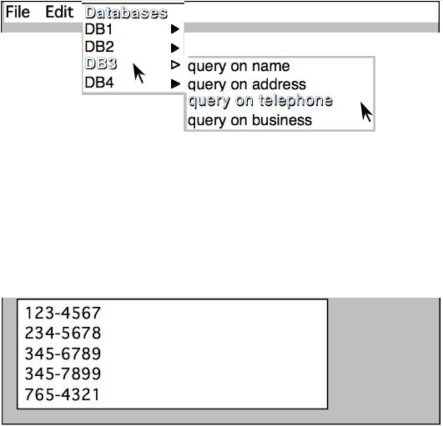 File Edit Databases
DB1
DB2
DB3
DB4
query on name
query on address
query on telephone
query on business
123-4567
234-5678
345-6789
345-7899
765-4321